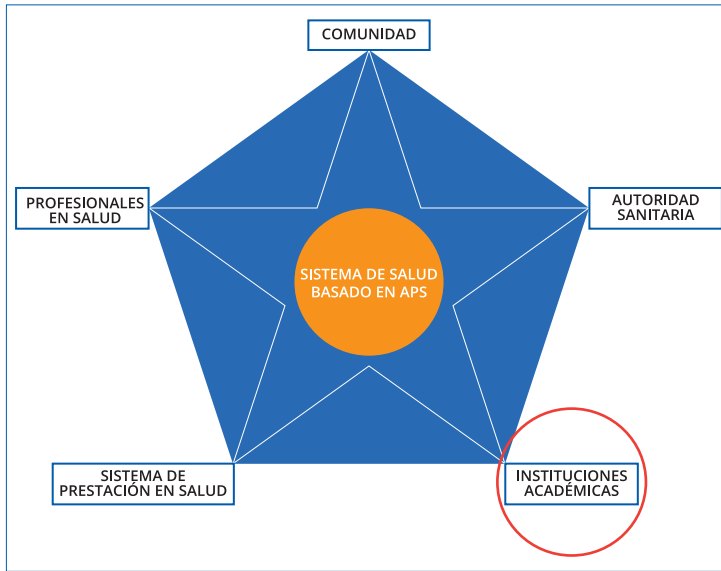 COMUNIDAD
PROFESIONALES
EN SALUD
AUTORIDAD
SANITARIA
SISTEMA DE SALUD
BASADO EN APS
SISTEMA DE
PRESTACIÓN EN SALUD
INSTITUCIONES
ACADÉMICAS